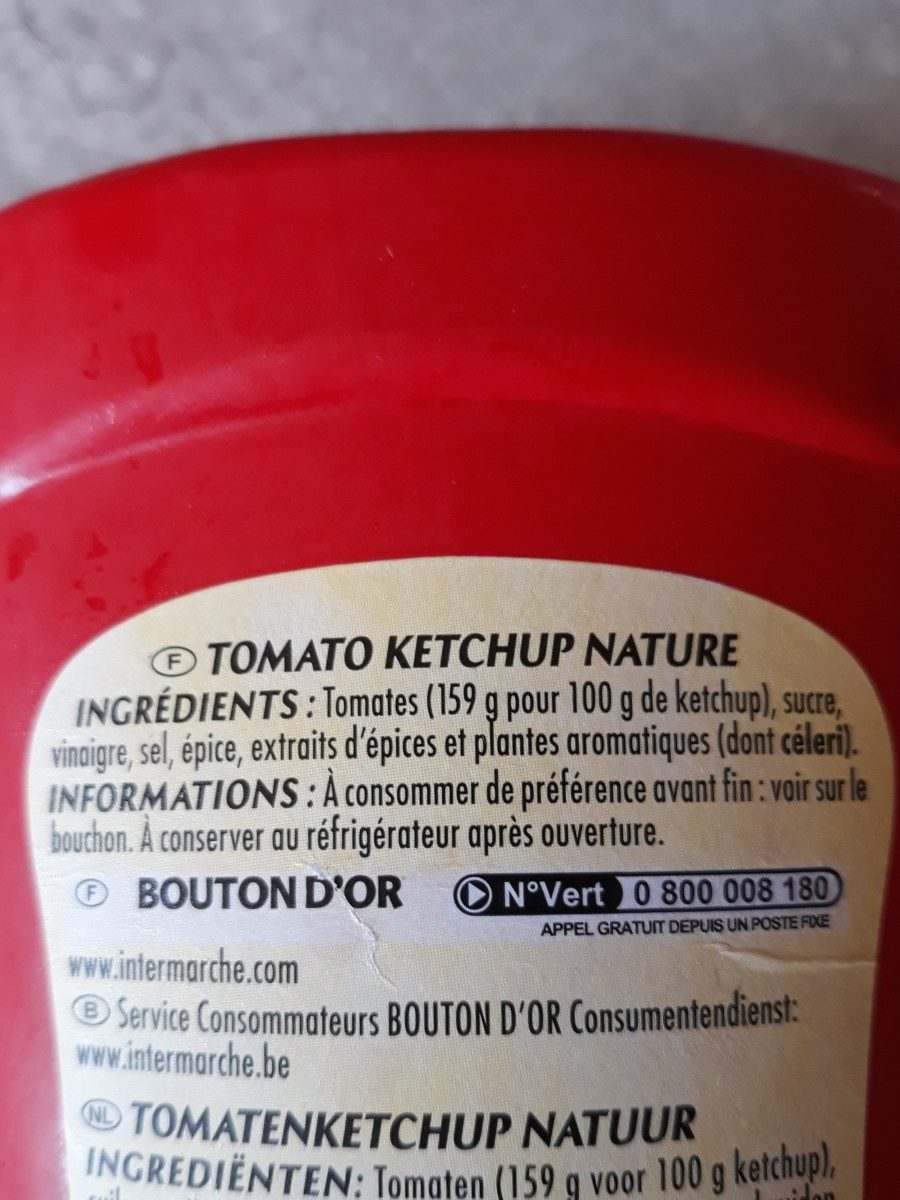 F TOMATO KETCHUP NATURE
INGRÉDIENTS : Tomates (159 g pour 100 g de ketchup), sucre,
vinaigre, sel, épice, extraits d'épices et plantes aromatiques (dont céleri).
INFORMATIONS : À consommer de préférence avant fin : voir sur le
bouchon. À conserver au réfrigérateur après ouverture.
F BOUTON D'OR N°Vert 0 800 008 180
APPEL GRATUIT DEPUIS UN POSTE FIXE
www.intermarche.com
B Service Consommateurs BOUTON D'OR Consumentendienst:
www.intermarche.be
NL TOMATENKETCHUP NATUUR
INGREDIËNTEN: Tomaten (159 g voor 100 g ketchup),